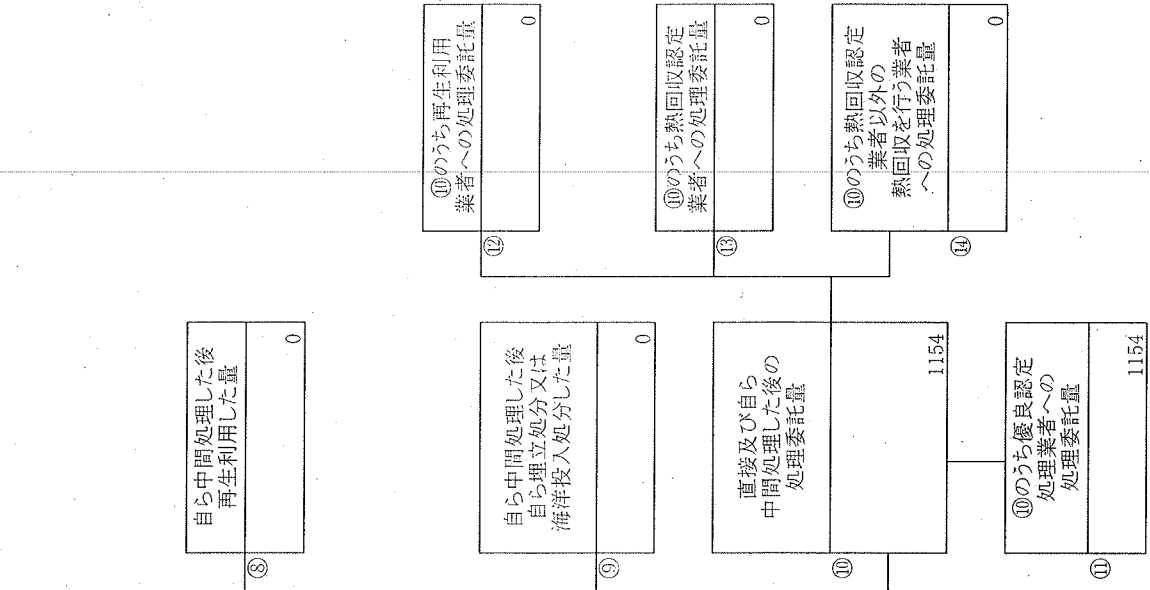 ⑧
自ら中間処理した後
再生利用した量
0
⑨
自ら中間処理した後
自ら埋立処分又は
海洋投入処分した量
0
⑩
直接及び自ら
中間処理した後の
処理委託量
1154
⑪
⑩のうち優良認定
処理業者への
処理委託量
1154
⑫
⑩のうち再生利用
業者への処理委託量
0
⑬
⑩のうち熱回収認定
業者への処理委託量
0
⑭
⑩のうち熱回収認定
業者以外の
熱回収を行う業者
への処理委託量
0